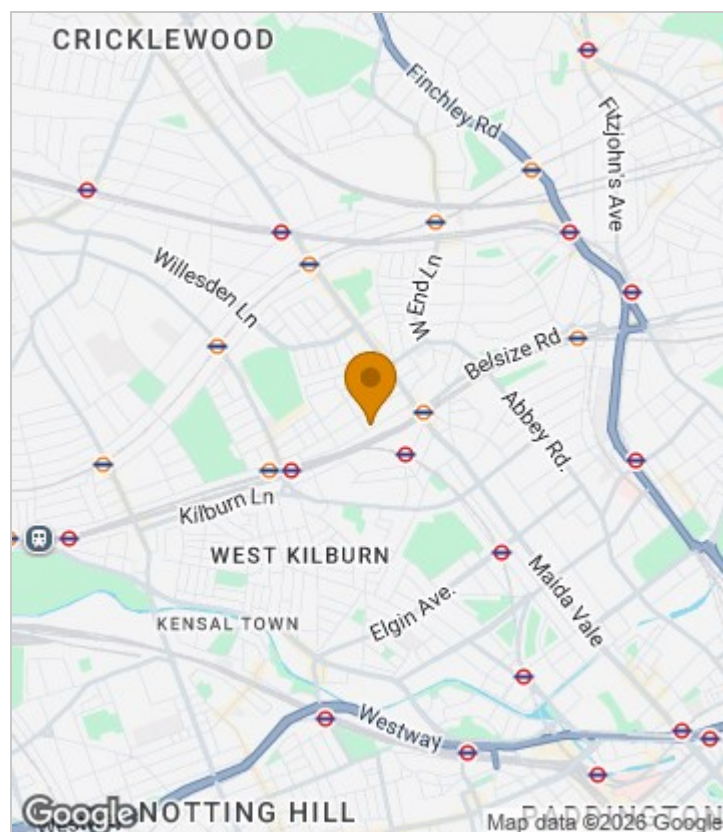 CRICKLEWOOD
Finchley Rd
Fitzjohn's Ave
Willesden Ln
W End Ln
Belsize Rd
Abbey Rd.
Kilburn Ln
WEST KILBURN
Maida Vale
Elgin Ave.
KENSAL TOWN
Westway
Google
NOTTING HILL
PADDINGTON
Map data ©2026 Google